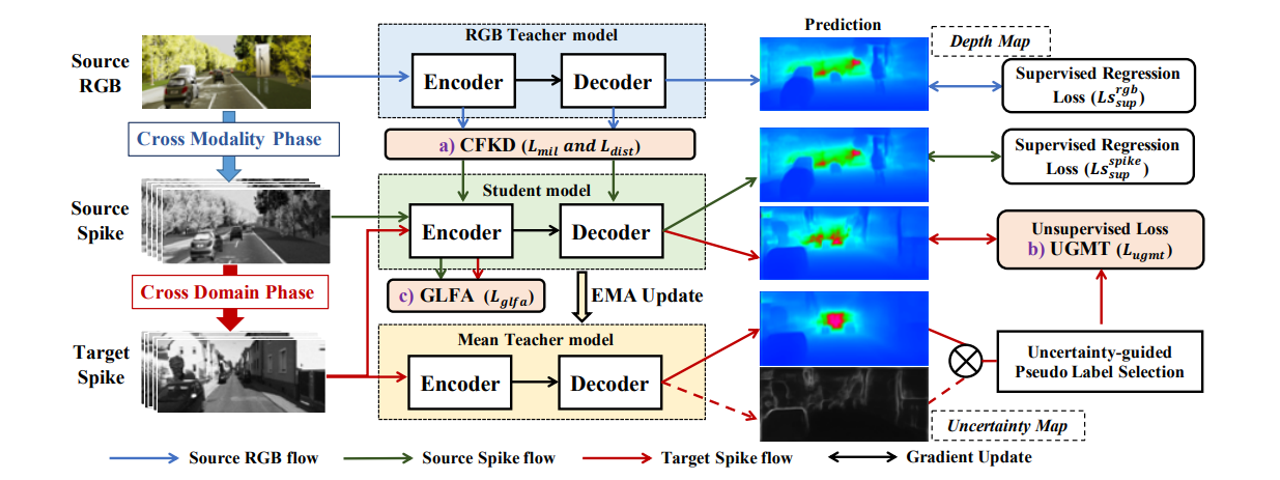 Prediction
RGB Teacher model
Depth Map
Source
RGB
Encoder
Decoder
Supervised Regression
Loss (Ls_{sup}^{rgb})
Cross Modality Phase
a) CFKD (L_{mil} and L_{dist})
Supervised Regression
Loss (Ls_{sup}^{spike})
Student model
Source
Spike
Encoder
Decoder
Unsupervised Loss
b) UGMT (L_{ugmt})
Cross Domain Phase
c) GLFA (L_{glfa})
EMA Update
Mean Teacher model
Target
Spike
Encoder
Decoder
Uncertainty-guided
Pseudo Label Selection
Uncertainty Map
Source RGB flow
Source Spike flow
Target Spike flow
Gradient Update